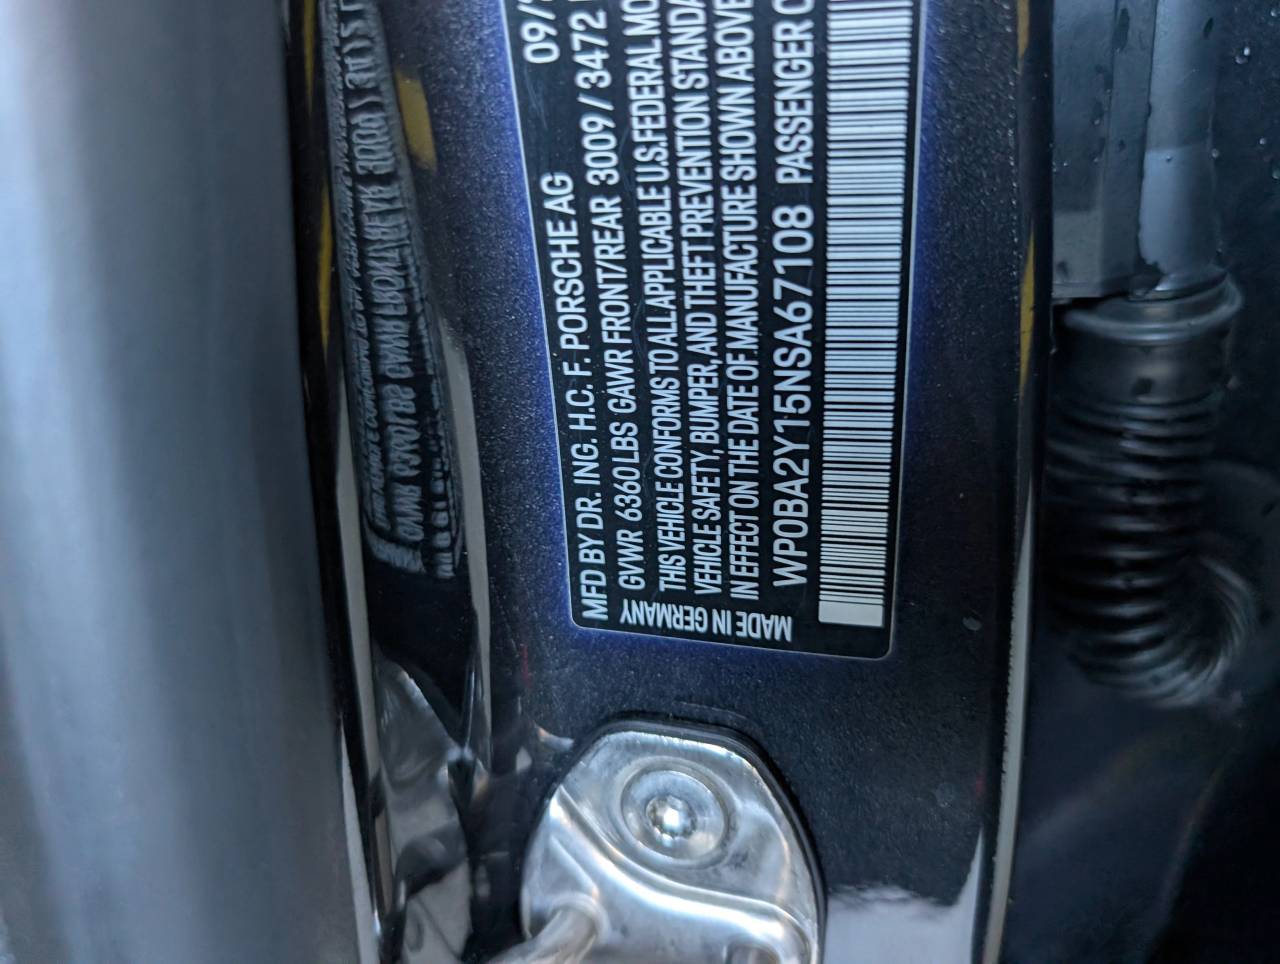 MFD BY DR. ING. H.C. F. PORSCHE AG 09/
GVWR 6360 LBS GAWR FRONT/REAR 3009 / 3472
THIS VEHICLE CONFORMS TO ALL APPLICABLE U.S. FEDERAL
VEHICLE SAFETY, BUMPER, AND THEFT PREVENTION
IN EFFECT ON THE DATE OF MANUFACTURE SHOWN ABOVE
WP0BA2Y15NSA67108 PASSENGER
MADE IN GERMANY